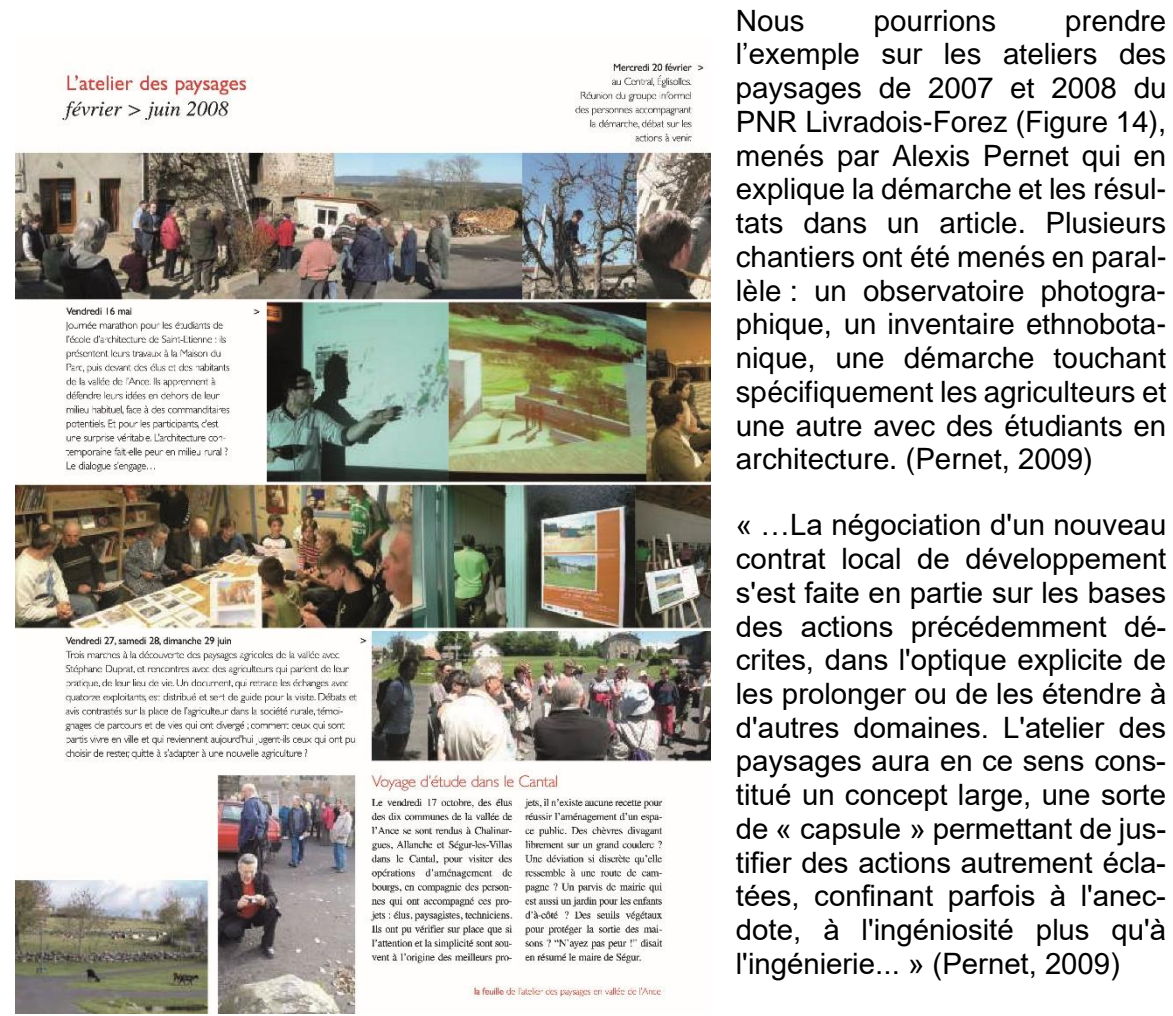 L'atelier des paysages
février > juin 2008
Mercredi 20 février >
au Central, Églisolles.
Réunion du groupe informel
des personnes accompagnant
la démarche, débat sur les
actions à venir.
Vendredi 16 mai >
Journée marathon pour les étudiants de
l'école d'architecture de Saint-Etienne : ils
présentent leurs travaux à la Maison du
Parc, puis devant des élus et des habitants
de la vallée de l'Ance. Ils apprennent à
défendre leurs idées en dehors de leur
milieu habituel, face à des commanditaires
potentiels. Et pour les participants, c'est
une surprise véritable. L'architecture con-
temporaine fait-elle peur en milieu rural ?
Le dialogue s'engage…
Vendredi 27, samedi 28, dimanche 29 juin >
Trois marches à la découverte des paysages agricoles de la vallée avec
Stéphane Duprat, et rencontres avec des agriculteurs qui parlent de leur
pratique, de leur lieu de vie. Un document, qui retrace les échanges avec
quatorze exploitants, est distribué et sert de guide pour la visite. Débats et
avis contrastés sur la place de l'agriculteur dans la société rurale, témoi-
gnages de parcours et de vies qui ont divergé : comment ceux qui sont
partis vivre en ville et qui reviennent aujourd'hui jugent-ils ceux qui ont pu
choisir de rester, quitte à s'adapter à une nouvelle agriculture ?
Voyage d'étude dans le Cantal
Le vendredi 17 octobre, des élus
des dix communes de la vallée de
l'Ance se sont rendus à Chalinar-
gues, Allanche et Ségur-les-Villas
dans le Cantal, pour visiter des
opérations d'aménagement de
bourgs, en compagnie des person-
nes qui ont accompagné ces pro-
jets : élus, paysagistes, techniciens.
Ils ont pu vérifier sur place que si
l'attention et la simplicité sont sou-
vent à l'origine des meilleurs pro-
jets, il n'existe aucune recette pour
réussir l'aménagement d'un espa-
ce public. Des chèvres divagant
librement sur un grand couderc ?
Une déviation si discrète qu'elle
ressemble à une route de cam-
pagne ? Un parvis de mairie qui
est aussi un jardin pour les enfants
d'à-côté ? Des seuils végétaux
pour protéger la sortie des mai-
sons ? "N'ayez pas peur !" disait
en résumé le maire de Ségur.
la feuille de l'atelier des paysages en vallée de l'Ance
Nous pourrions prendre
l'exemple sur les ateliers des
paysages de 2007 et 2008 du
PNR Livradois-Forez (Figure 14),
menés par Alexis Pernet qui en
explique la démarche et les résul-
tats dans un article. Plusieurs
chantiers ont été menés en paral-
lèle : un observatoire photogra-
phique, un inventaire ethnobota-
nique, une démarche touchant
spécifiquement les agriculteurs et
une autre avec des étudiants en
architecture. (Pernet, 2009)
« …La négociation d'un nouveau
contrat local de développement
s'est faite en partie sur les bases
des actions précédemment dé-
crites, dans l'optique explicite de
les prolonger ou de les étendre à
d'autres domaines. L'atelier des
paysages aura en ce sens cons-
titué un concept large, une sorte
de « capsule » permettant de jus-
tifier des actions autrement écla-
tées, confinant parfois à l'anec-
dote, à l'ingéniosité plus qu'à
l'ingénierie... » (Pernet, 2009)